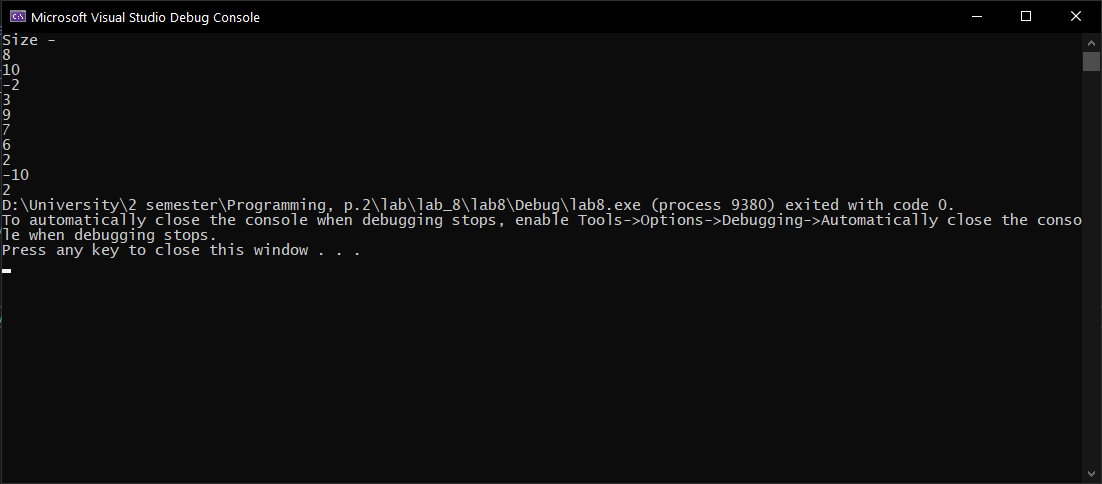 Microsoft Visual Studio Debug Console
Size -
8
10
-2
3
9
7
6
2
-10
2
D:\University\2 semester\Programming, p.2\lab\lab_8\lab8\Debug\lab8.exe (process 9380) exited with code 0.
To automatically close the console when debugging stops, enable Tools->Options->Debugging->Automatically close the conso
le when debugging stops.
Press any key to close this window . . .